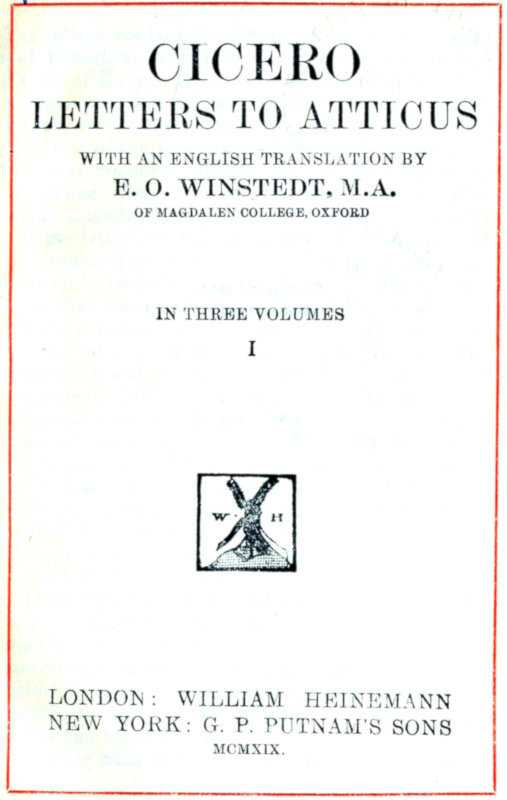 CICERO
LETTERS TO ATTICUS
WITH AN ENGLISH TRANSLATION BY
E. O. WINSTEDT, M.A.
OF MAGDALEN COLLEGE, OXFORD
IN THREE VOLUMES
I
W · H
LONDON: WILLIAM HEINEMANN
NEW YORK: G. P. PUTNAM'S SONS
MCMXIX.